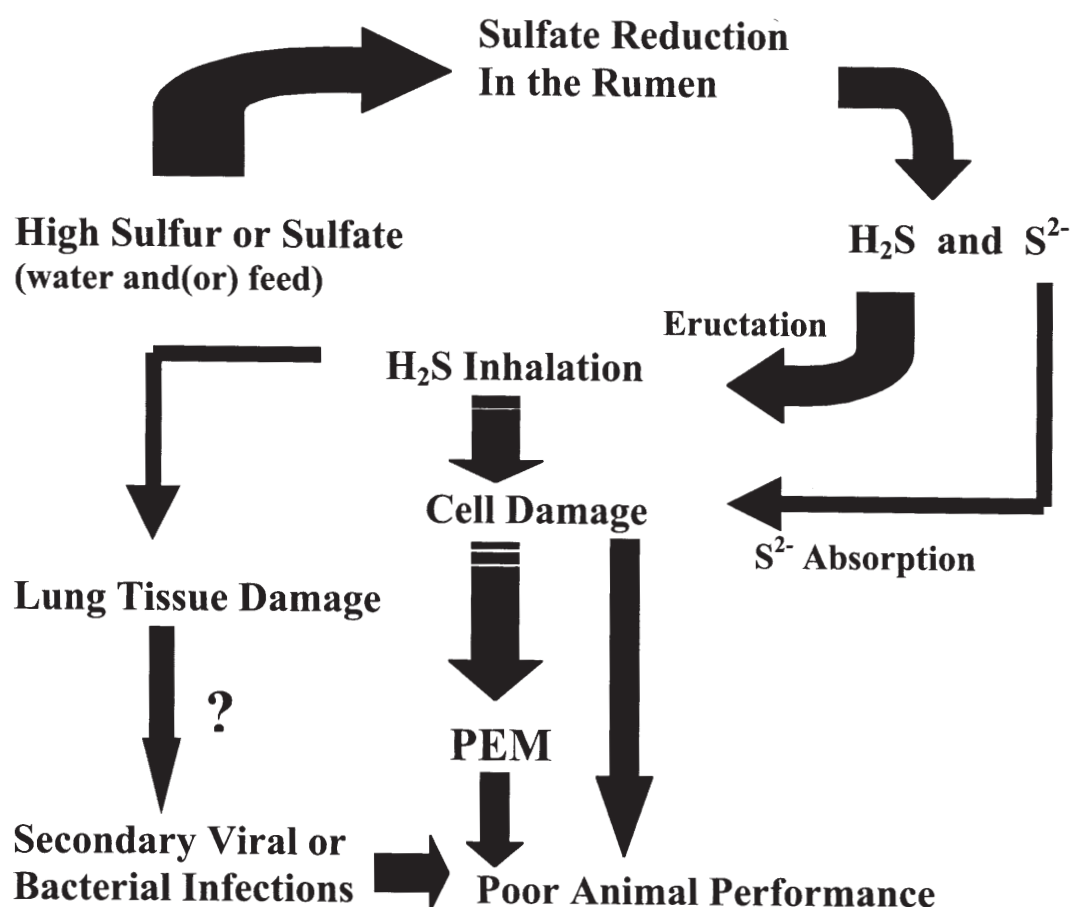 Sulfate Reduction
In the Rumen
High Sulfur or Sulfate
(water and(or) feed)
H₂S and S²⁻
Eructation
H₂S Inhalation
Cell Damage
S²⁻ Absorption
Lung Tissue Damage
?
PEM
Secondary Viral or
Bacterial Infections
Poor Animal Performance